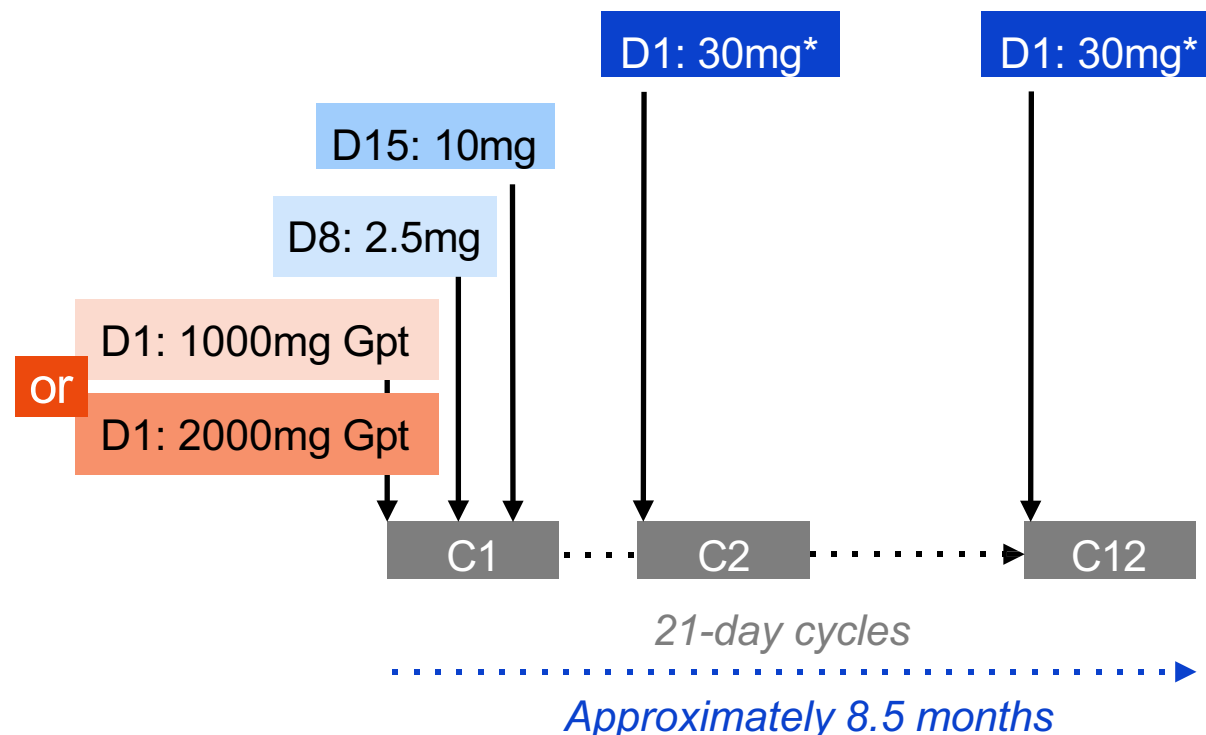 D1: 30mg*
D1: 30mg*
D15: 10mg
D8: 2.5mg
D1: 1000mg Gpt
or
D1: 2000mg Gpt
C1
C2
C12
21-day cycles
Approximately 8.5 months